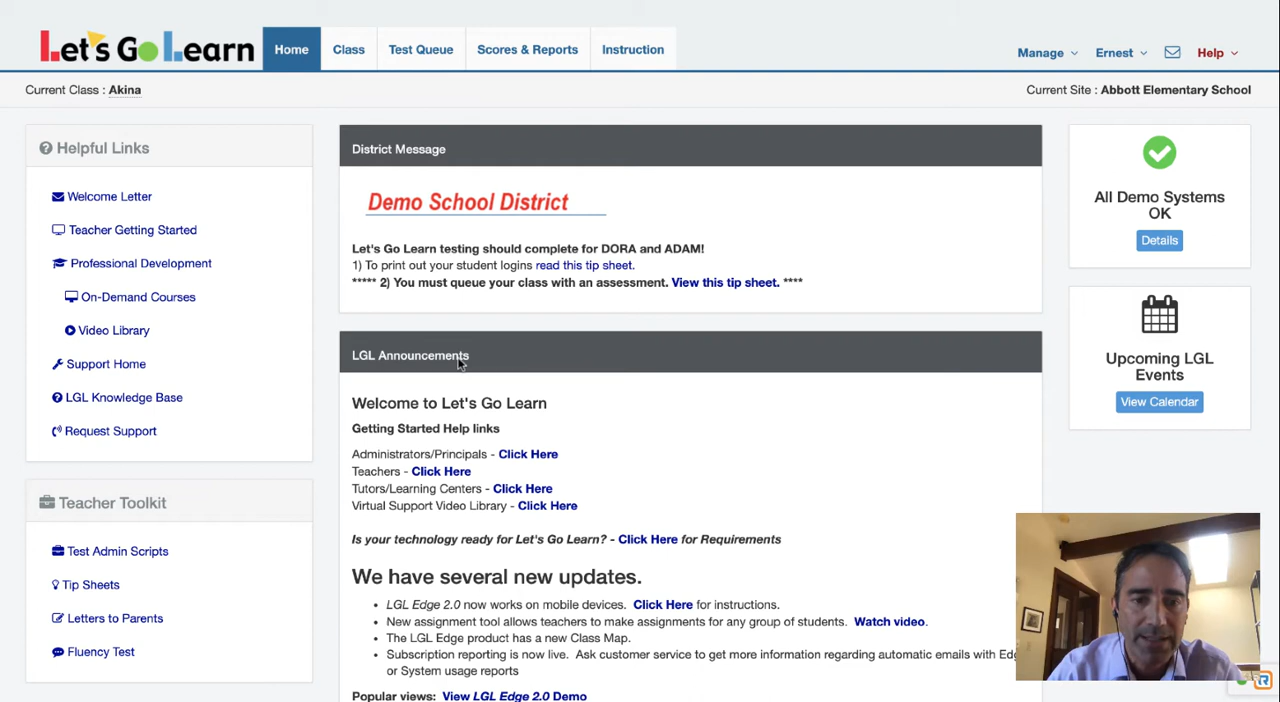 Let's Go Learn
Home
Class
Test Queue
Scores & Reports
Instruction
Manage
Ernest
Help
Current Class : Akina
Current Site : Abbott Elementary School
Helpful Links
Welcome Letter
Teacher Getting Started
Professional Development
On-Demand Courses
Video Library
Support Home
LGL Knowledge Base
Request Support
Teacher Toolkit
Test Admin Scripts
Tip Sheets
Letters to Parents
Fluency Test
District Message
Demo School District
Let's Go Learn testing should complete for DORA and ADAM!
1) To print out your student logins read this tip sheet.
***** 2) You must queue your class with an assessment. View this tip sheet. ****
LGL Announcements
Welcome to Let's Go Learn
Getting Started Help links
Administrators/Principals - Click Here
Teachers - Click Here
Tutors/Learning Centers - Click Here
Virtual Support Video Library - Click Here
Is your technology ready for Let's Go Learn? - Click Here for Requirements
We have several new updates.
• LGL Edge 2.0 now works on mobile devices. Click Here for instructions.
• New assignment tool allows teachers to make assignments for any group of students. Watch video.
• The LGL Edge product has a new Class Map.
• Subscription reporting is now live. Ask customer service to get more information regarding automatic emails with Edg
or System usage reports
Popular views: View LGL Edge 2.0 Demo
All Demo Systems
OK
Details
Upcoming LGL
Events
View Calendar
R